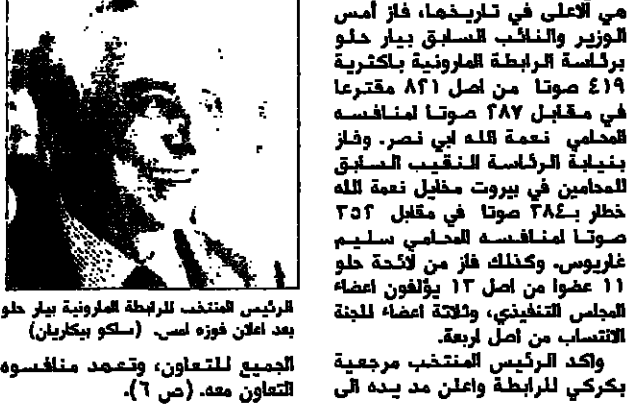 هي الأعلى في تاريخها، فاز أمس
الوزير والنائب السابق بيار حلو
برئاسة الرابطة المارونية باكثرية
٤١٩ صوتا من اصل ٨٢١ مقترعا
في مقابل ٢٨٧ صوتا لمنافسه
المحامي نعمة الله ابي نصر. وفاز
بنيابة الرئاسة النقيب السابق
للمحامين في بيروت مخايل نعمة الله
خطار بـ٣٨٤ صوتا في مقابل ٣٥٢
صوتا لمنافسه المحامي سليم
غاريوس. وكذلك فاز من لائحة حلو
١١ عضوا من اصل ١٣ يؤلفون اعضاء
المجلس التنفيذي، وثلاثة اعضاء للجنة
الانتساب من أصل اربعة.
واكد الرئيس المنتخب مرجعية
بكركي للرابطة واعلن مد يده الى
الرئيس المنتخب للرابطة المارونية بيار حلو
بعد اعلان فوزه امس. (سـاكو بيكاريان)
الجميع للتعاون، وتعهد منافسوه
التعاون معه. (ص ٦).